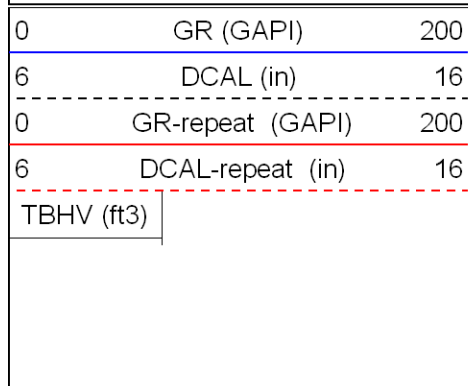 0 GR (GAPI) 200
6 DCAL (in) 16
0 GR-repeat (GAPI) 200
6 DCAL-repeat (in) 16
TBHV (ft3)